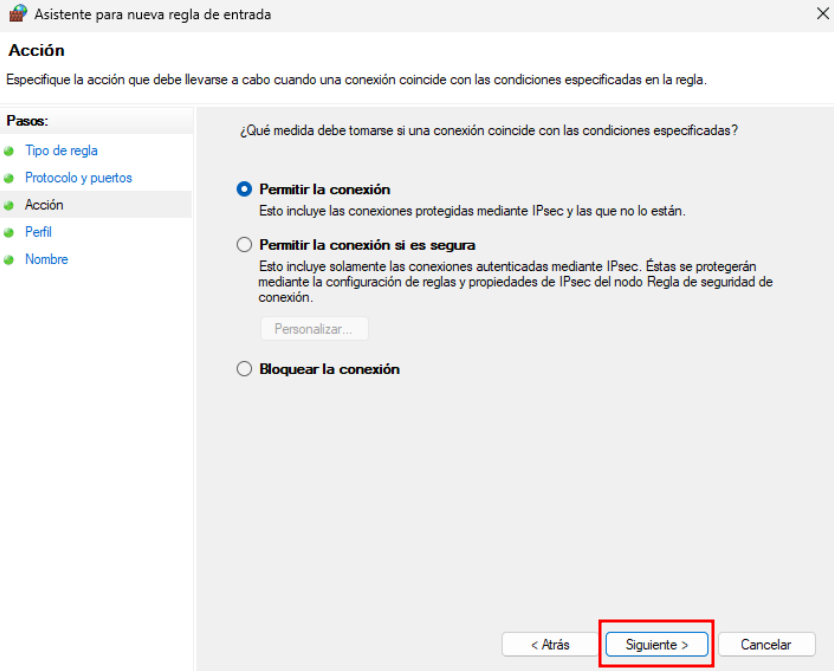 Asistente para nueva regla de entrada
Acción
Especifique la acción que debe llevarse a cabo cuando una conexión coincide con las condiciones especificadas en la regla.
Pasos:
Tipo de regla
Protocolo y puertos
Acción
Perfil
Nombre
¿Qué medida debe tomarse si una conexión coincide con las condiciones especificadas?
Permitir la conexión
Esto incluye las conexiones protegidas mediante IPsec y las que no lo están.
Permitir la conexión si es segura
Esto incluye solamente las conexiones autenticadas mediante IPsec. Éstas se protegerán
mediante la configuración de reglas y propiedades de IPsec del nodo Regla de seguridad de
conexión.
Personalizar...
Bloquear la conexión
< Atrás
Siguiente >
Cancelar